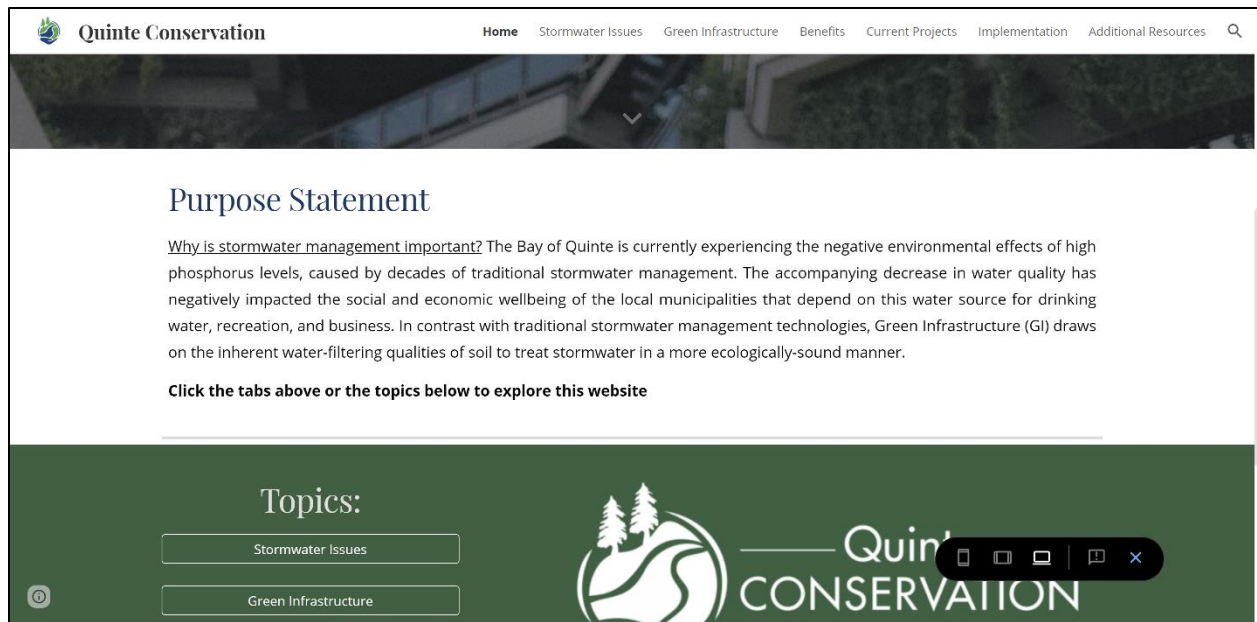 Quinte Conservation
Home Stormwater Issues Green Infrastructure Benefits Current Projects Implementation Additional Resources
Purpose Statement
Why is stormwater management important? The Bay of Quinte is currently experiencing the negative environmental effects of high
phosphorus levels, caused by decades of traditional stormwater management. The accompanying decrease in water quality has
negatively impacted the social and economic wellbeing of the local municipalities that depend on this water source for drinking
water, recreation, and business. In contrast with traditional stormwater management technologies, Green Infrastructure (GI) draws
on the inherent water-filtering qualities of soil to treat stormwater in a more ecologically-sound manner.
Click the tabs above or the topics below to explore this website
Topics:
Stormwater Issues
Green Infrastructure
CONSERVATION